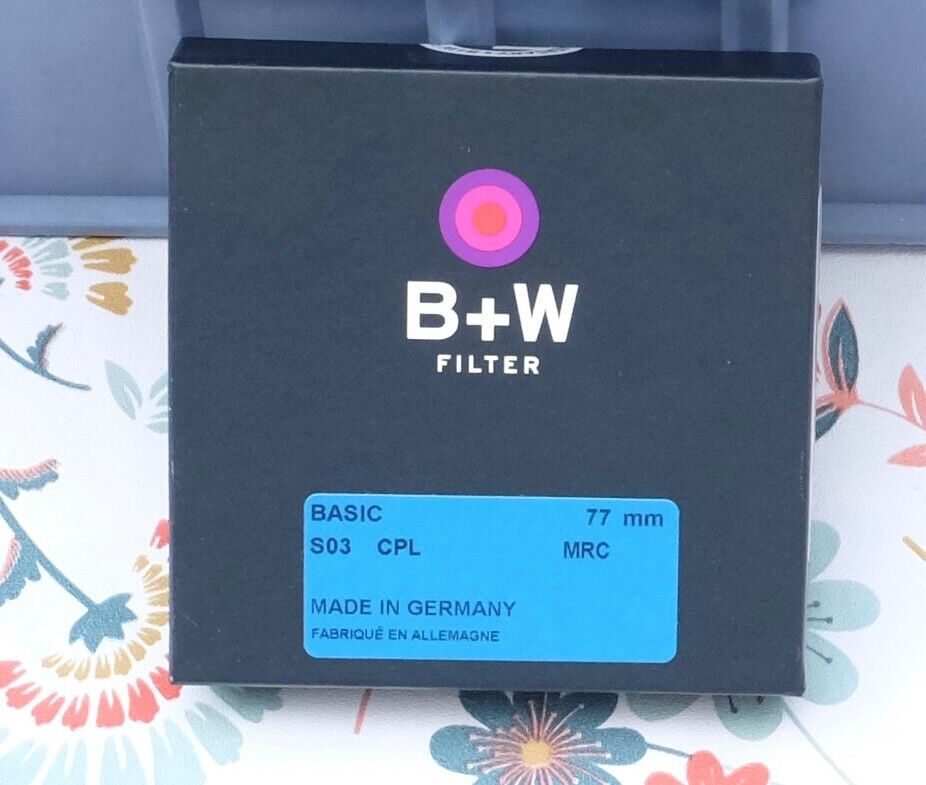 B+W
FILTER
BASIC 77 mm
S03 CPL MRC
MADE IN GERMANY
FABRIQUÉ EN ALLEMAGNE